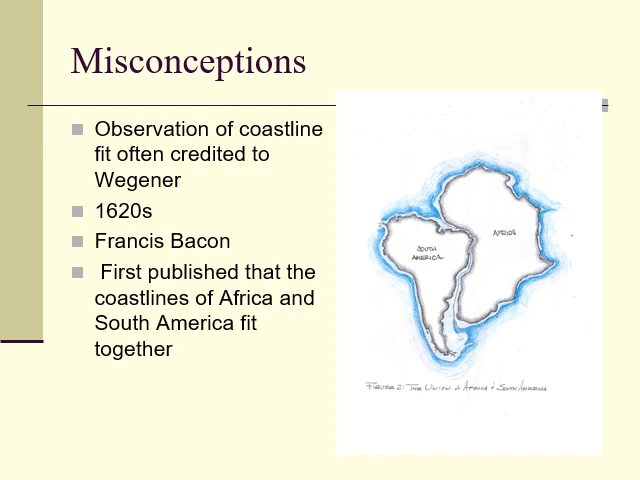 Misconceptions
Observation of coastline
fit often credited to
Wegener
1620s
Francis Bacon
First published that the
coastlines of Africa and
South America fit
together
SOUTH
AMERICA
AFRICA
FIGURE 2: THE UNION of AFRICA & SOUTH AMERICA